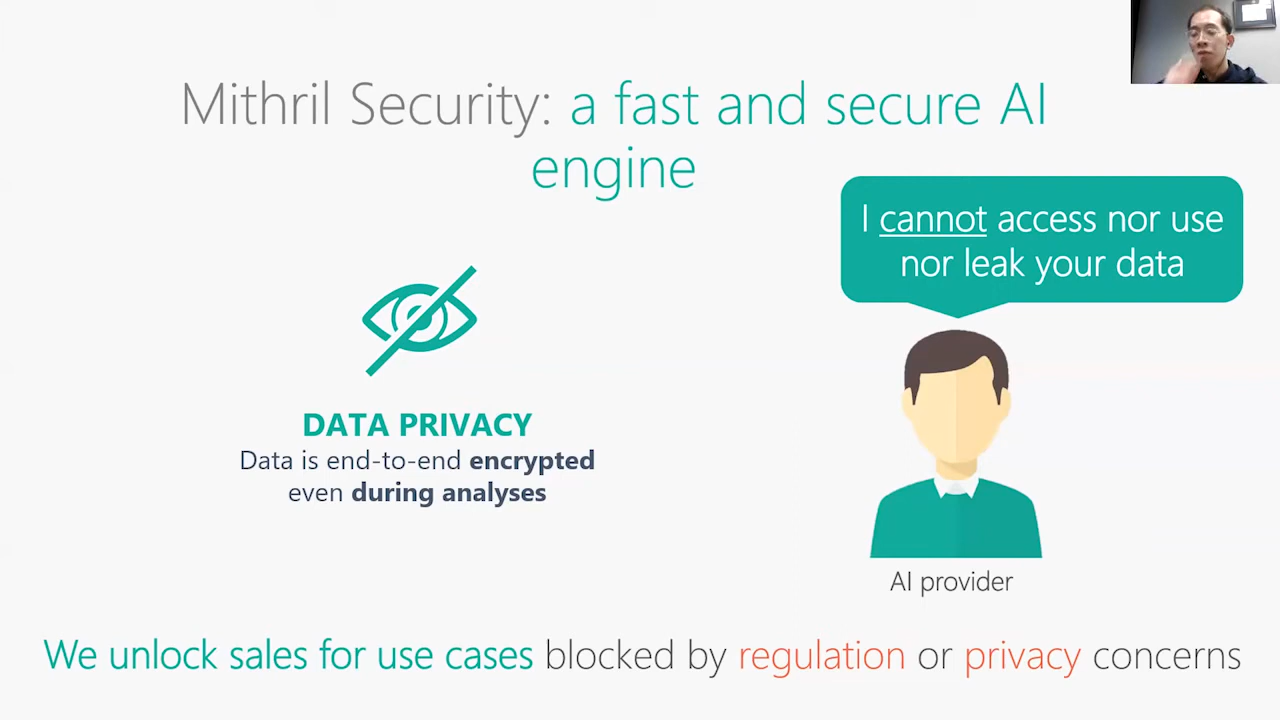 Mithril Security: a fast and secure AI
engine
I cannot access nor use
nor leak your data
DATA PRIVACY
Data is end-to-end encrypted
even during analyses
AI provider
We unlock sales for use cases blocked by regulation or privacy concerns